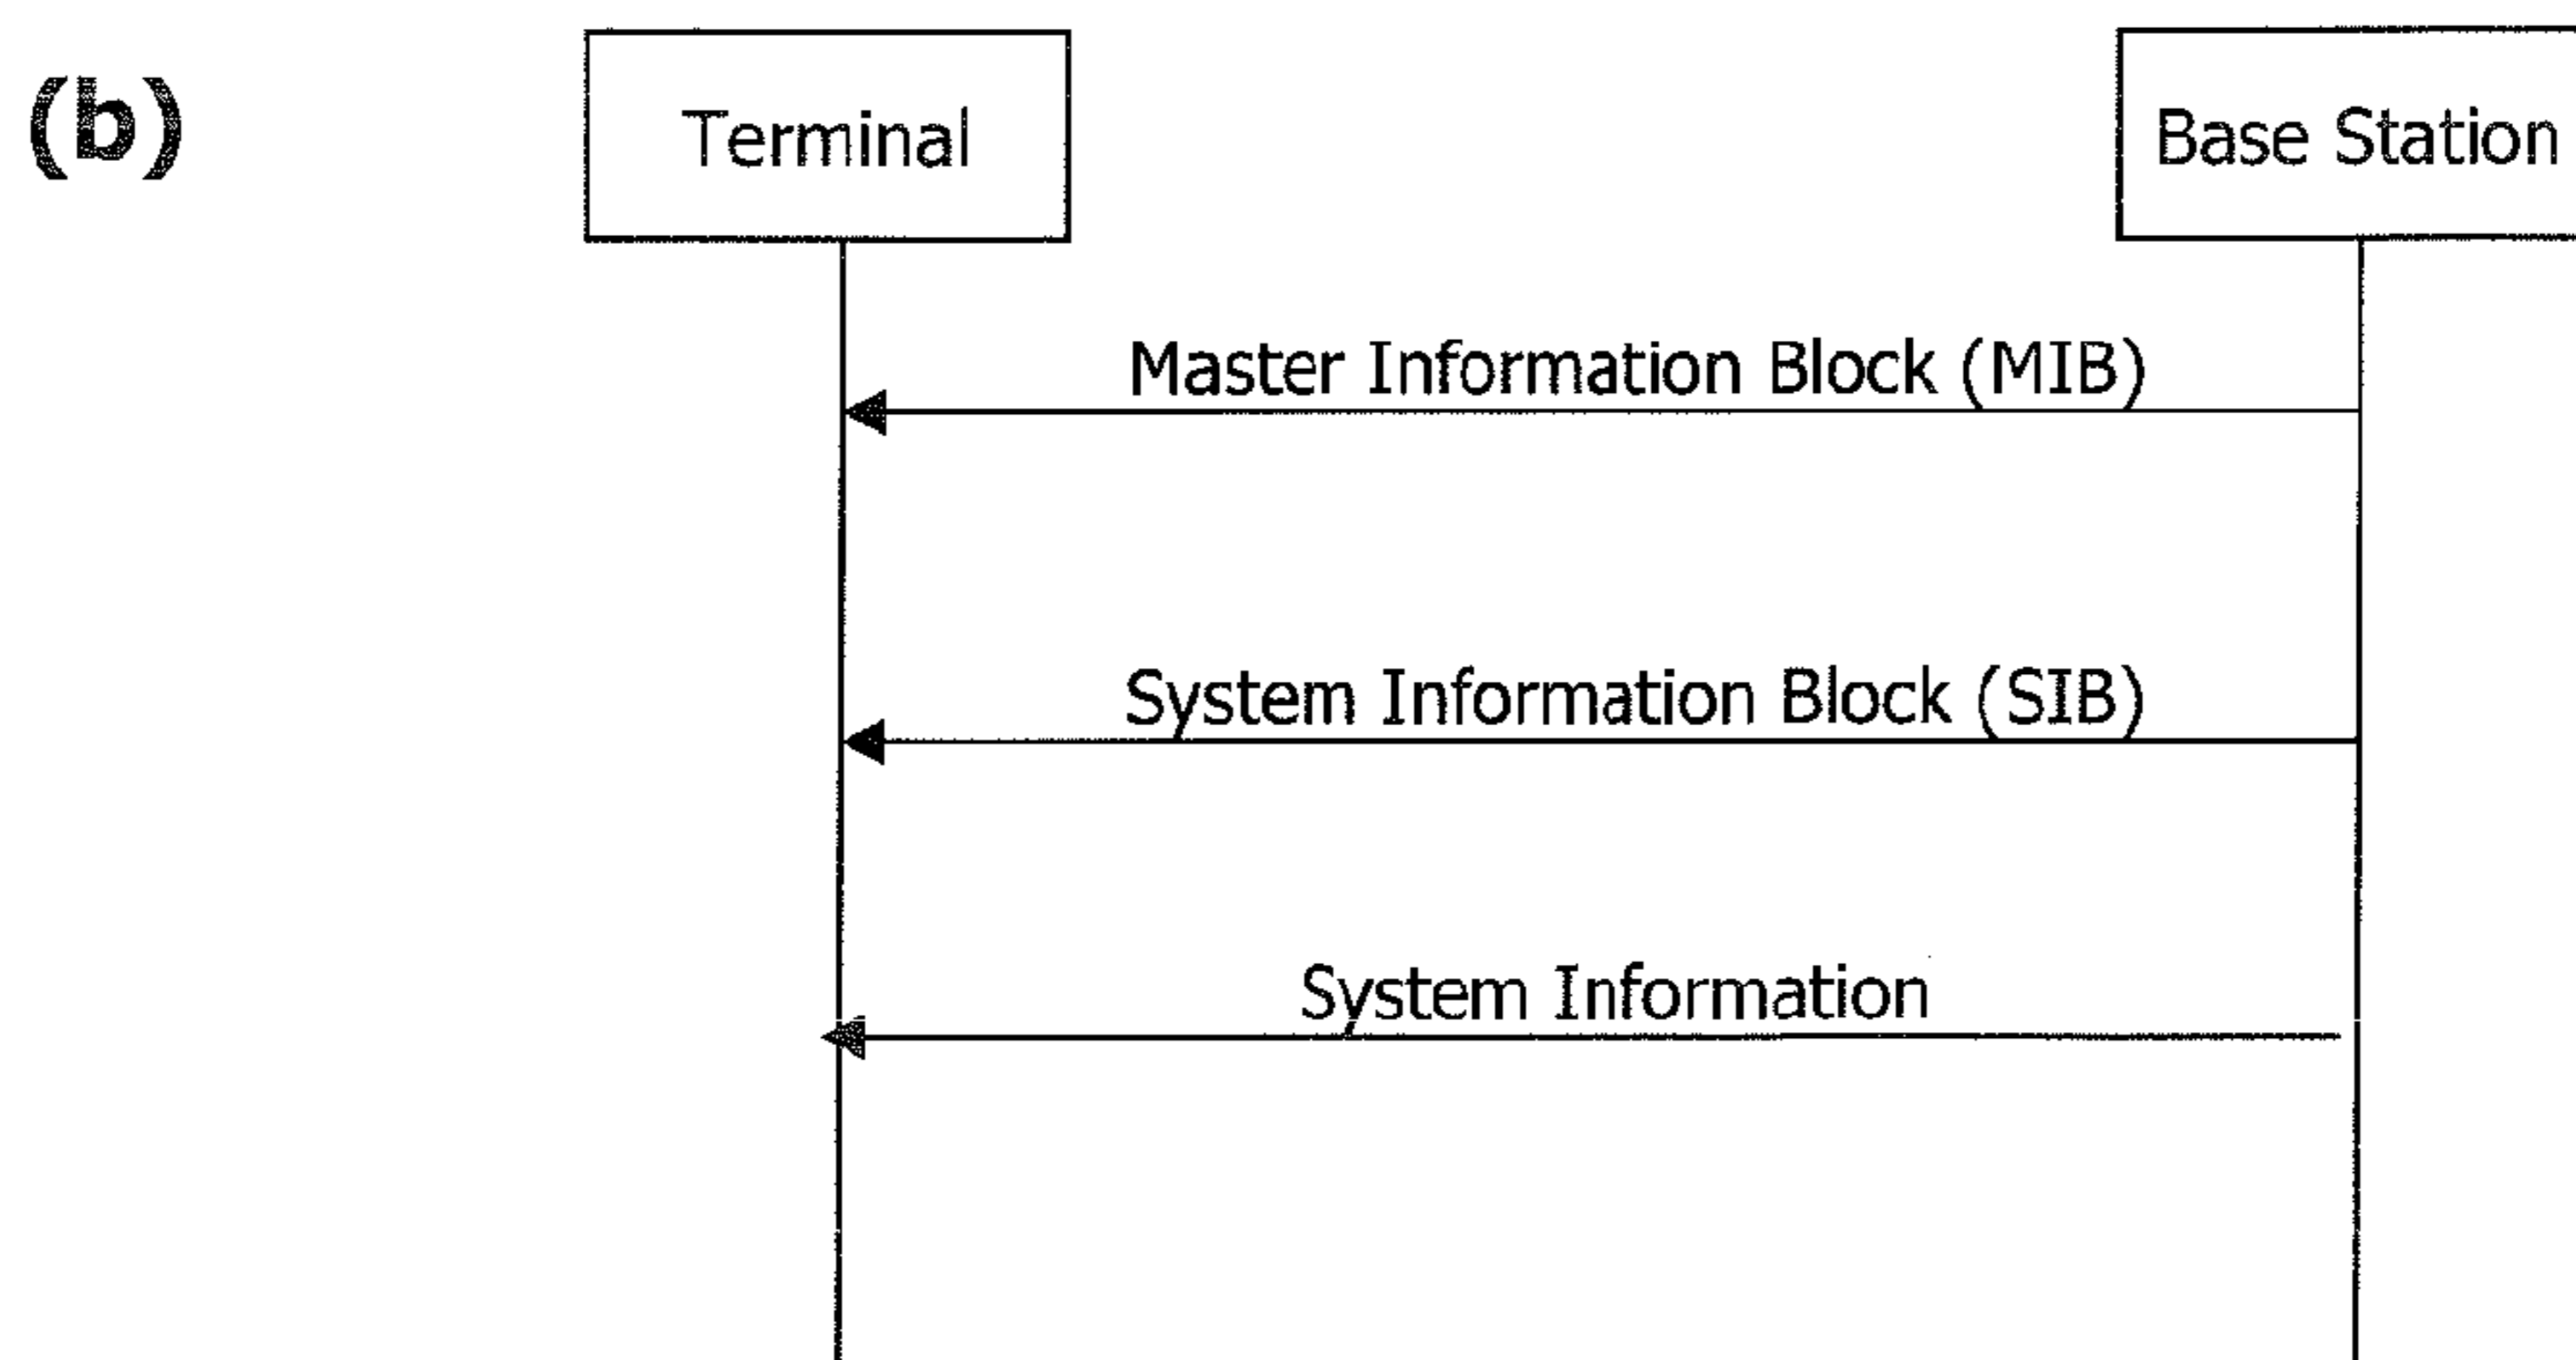 (b)
Terminal
Base Station
Master Information Block (MIB)
System Information Block (SIB)
System Information